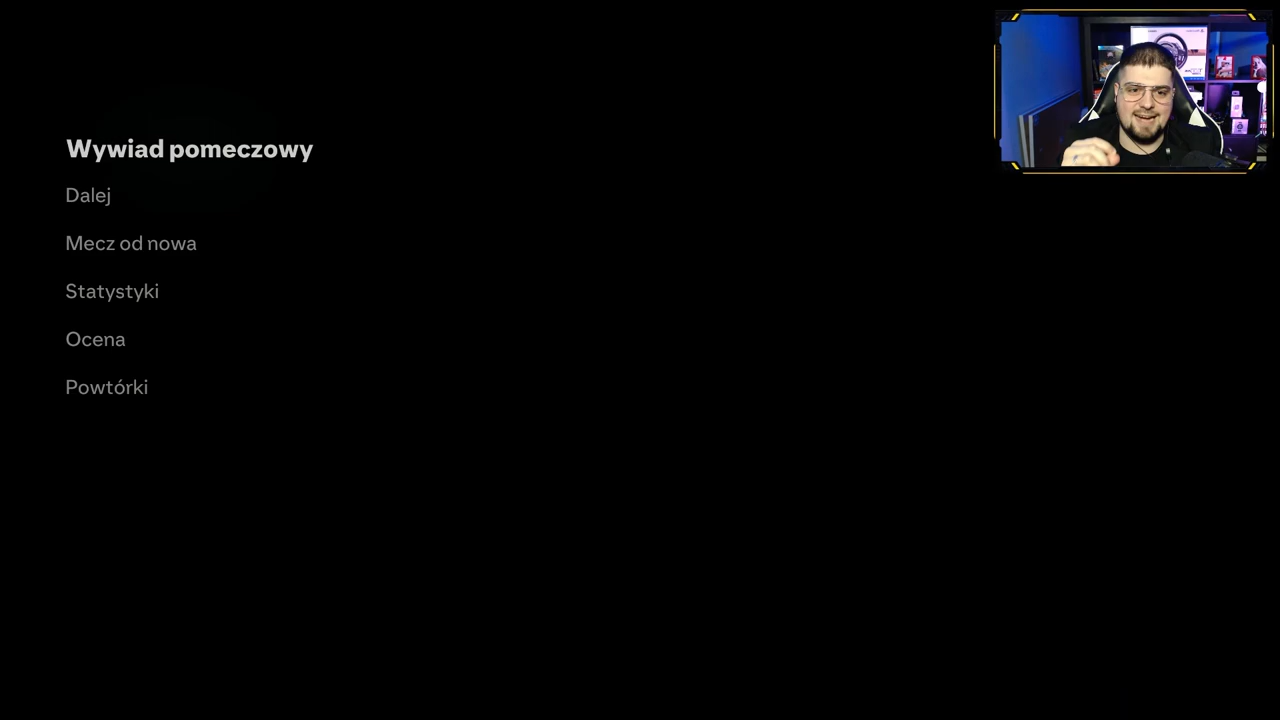 Wywiad pomeczowy
Dalej
Mecz od nowa
Statystyki
Ocena
Powtórki